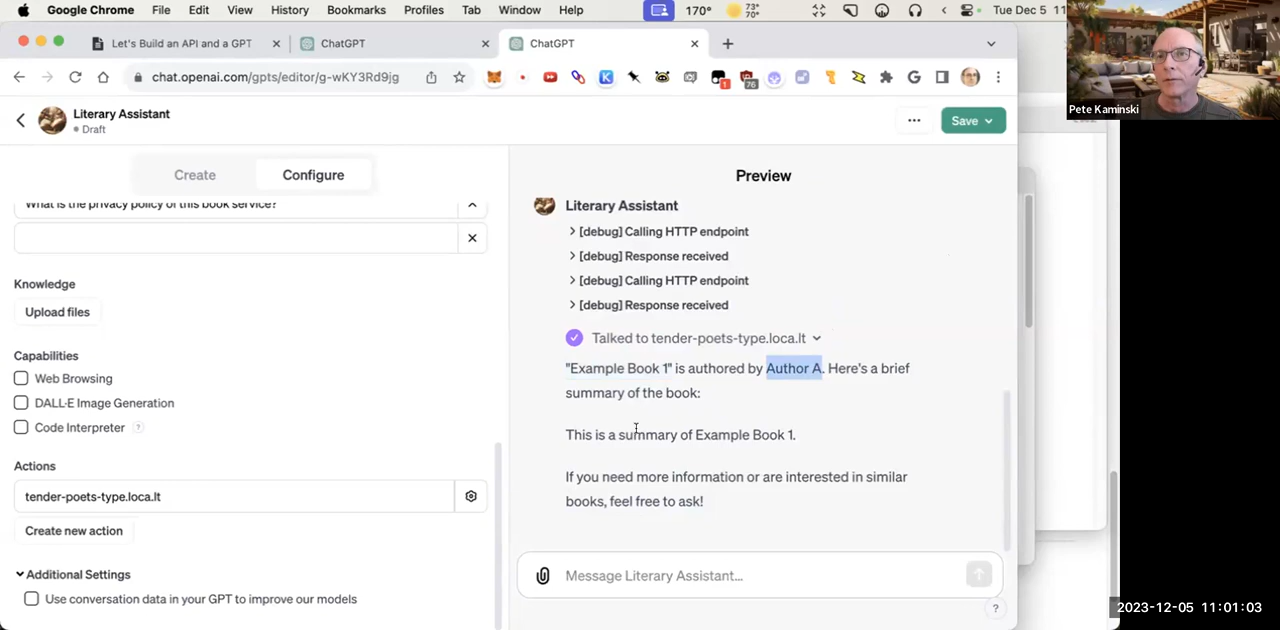 Google Chrome File Edit View History Bookmarks Profiles Tab Window Help 170° 73° 70° Tue Dec 5 11
Let's Build an API and a GPT
ChatGPT
ChatGPT
chat.openai.com/gpts/editor/g-wKY3Rd9jg
1
76
Pete Kaminski
Literary Assistant
Draft
Save
Create
Configure
What is the privacy policy of this book service?
Knowledge
Upload files
Capabilities
Web Browsing
DALL·E Image Generation
Code Interpreter ?
Actions
tender-poets-type.loca.lt
Create new action
Additional Settings
Use conversation data in your GPT to improve our models
Preview
Literary Assistant
[debug] Calling HTTP endpoint
[debug] Response received
[debug] Calling HTTP endpoint
[debug] Response received
Talked to tender-poets-type.loca.lt
"Example Book 1" is authored by Author A. Here's a brief
summary of the book:
This is a summary of Example Book 1.
If you need more information or are interested in similar
books, feel free to ask!
Message Literary Assistant...
?
2023-12-05 11:01:03